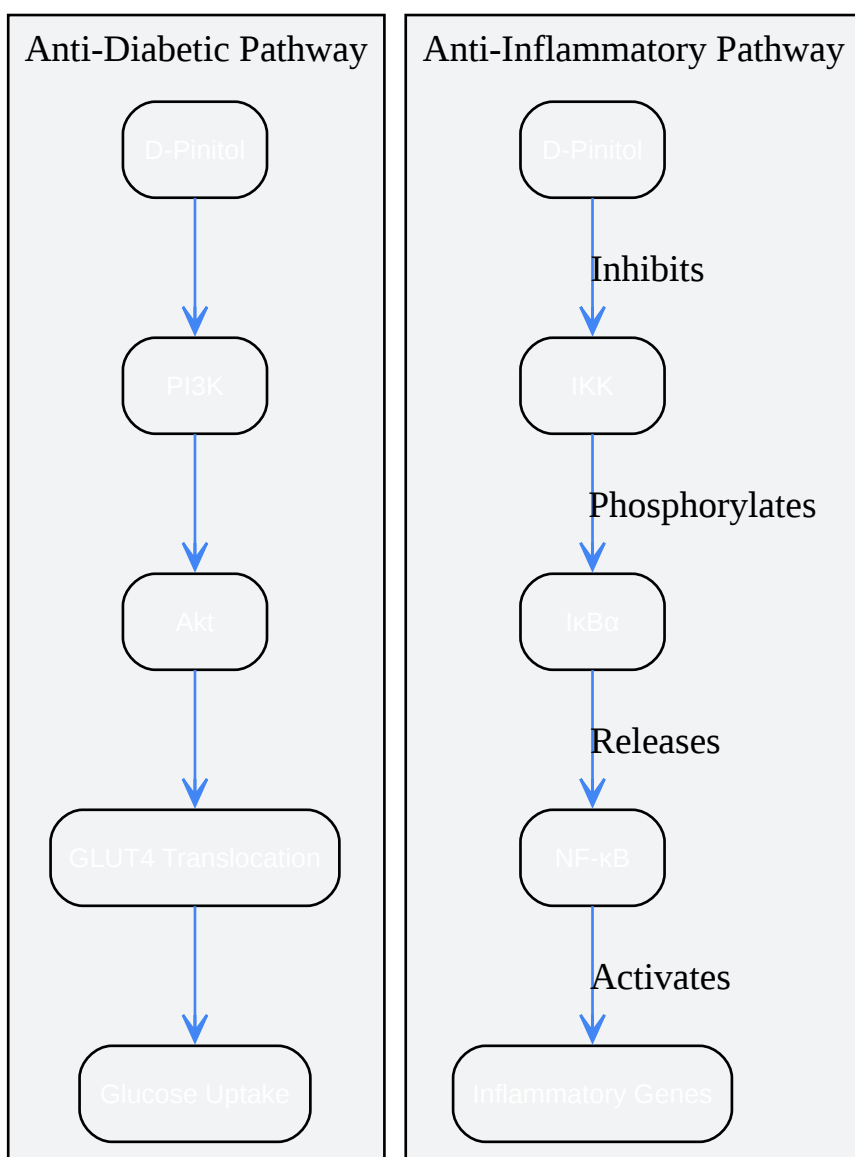 Anti-Diabetic Pathway
D-Pinitol
PI3K
Akt
GLUT4 Translocation
Glucose Uptake
Anti-Inflammatory Pathway
D-Pinitol
Inhibits
IKK
Phosphorylates
IκBα
Releases
NF-κB
Activates
Inflammatory Genes